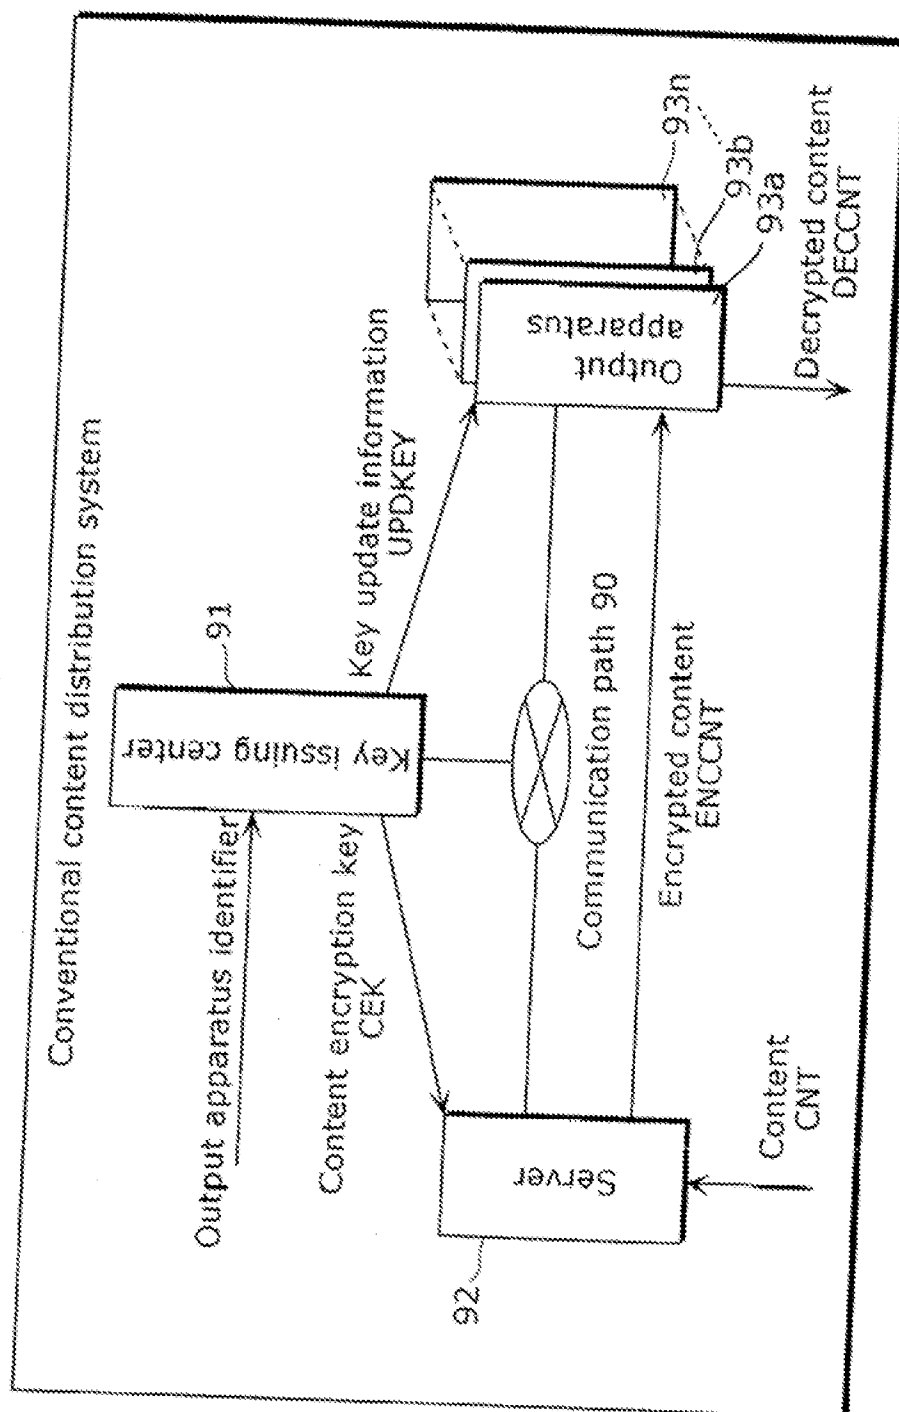 Conventional content distribution system
Output apparatus identifier
91
Key issuing center
Content encryption key
CEK
Key update information
UPDKEY
92
Server
Communication path 90
Output
apparatus
93n
93b
93a
Encrypted content
ENCCNT
Content
CNT
Decrypted content
DECCNT